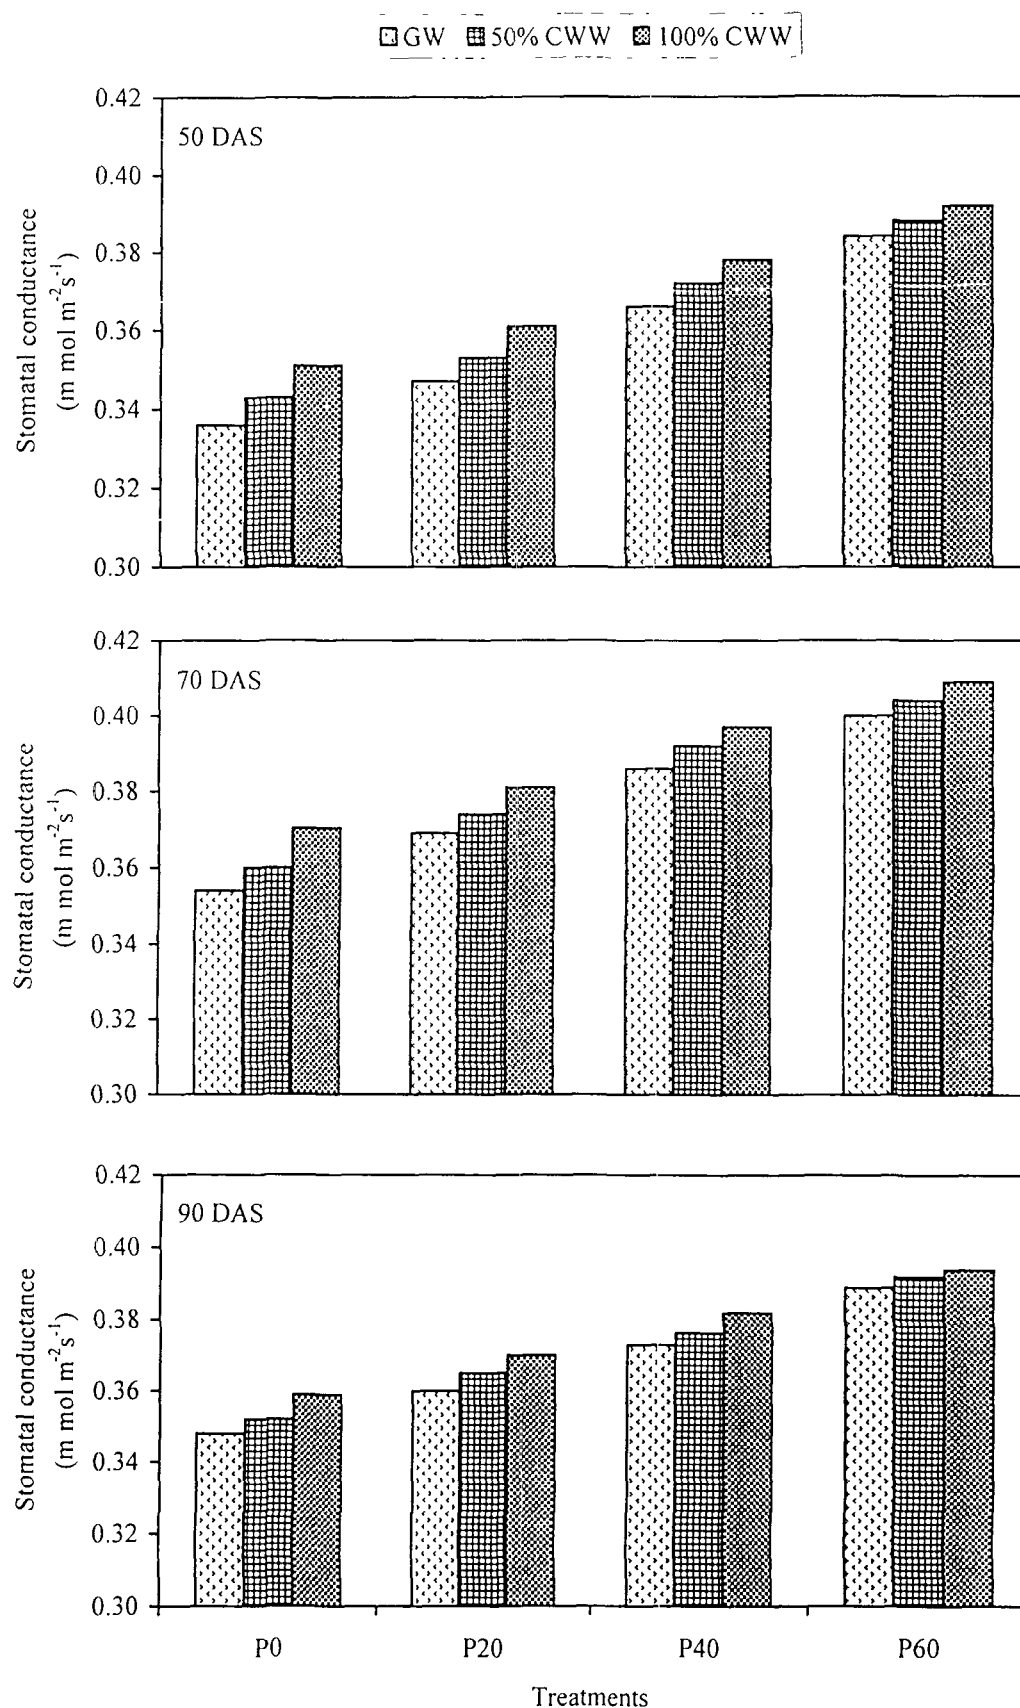 GW 50% CWW 100% CWW
50 DAS
Stomatal conductance
(m mol m⁻²s⁻¹)
0.42
0.40
0.38
0.36
0.34
0.32
0.30
70 DAS
Stomatal conductance
(m mol m⁻²s⁻¹)
0.42
0.40
0.38
0.36
0.34
0.32
0.30
90 DAS
Stomatal conductance
(m mol m⁻²s⁻¹)
0.42
0.40
0.38
0.36
0.34
0.32
0.30
P0 P20 P40 P60
Treatments